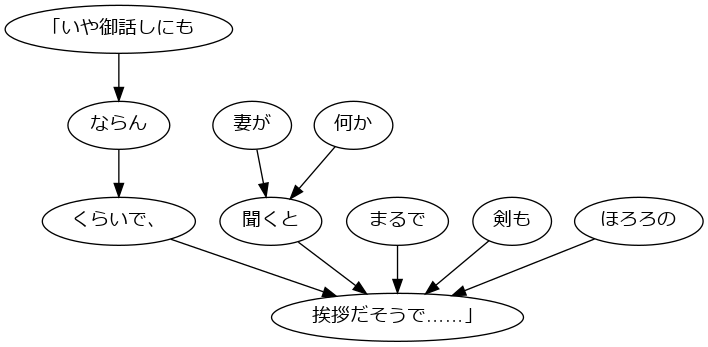 「いや御話しにも
ならん
妻が
何か
くらいで、
聞くと
まるで
剣も
ほろろの
挨拶だそうで……」